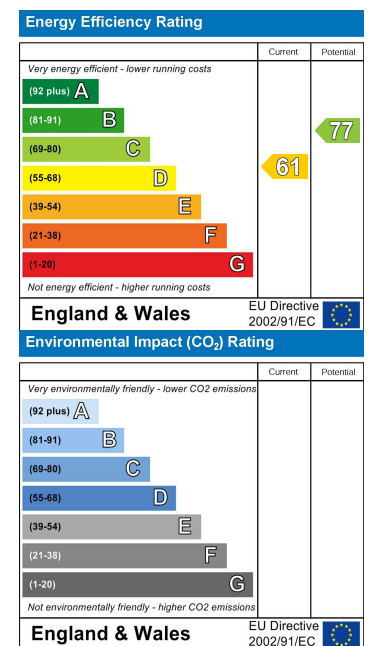 Energy Efficiency Rating
Current Potential
Very energy efficient - lower running costs
(92 plus) A
(81-91) B
(69-80) C
(55-68) D
(39-54) E
(21-38) F
(1-20) G
61
77
Not energy efficient - higher running costs
England & Wales
EU Directive
2002/91/EC
Environmental Impact (CO₂) Rating
Current Potential
Very environmentally friendly - lower CO2 emissions
(92 plus) A
(81-91) B
(69-80) C
(55-68) D
(39-54) E
(21-38) F
(1-20) G
Not environmentally friendly - higher CO2 emissions
England & Wales
EU Directive
2002/91/EC